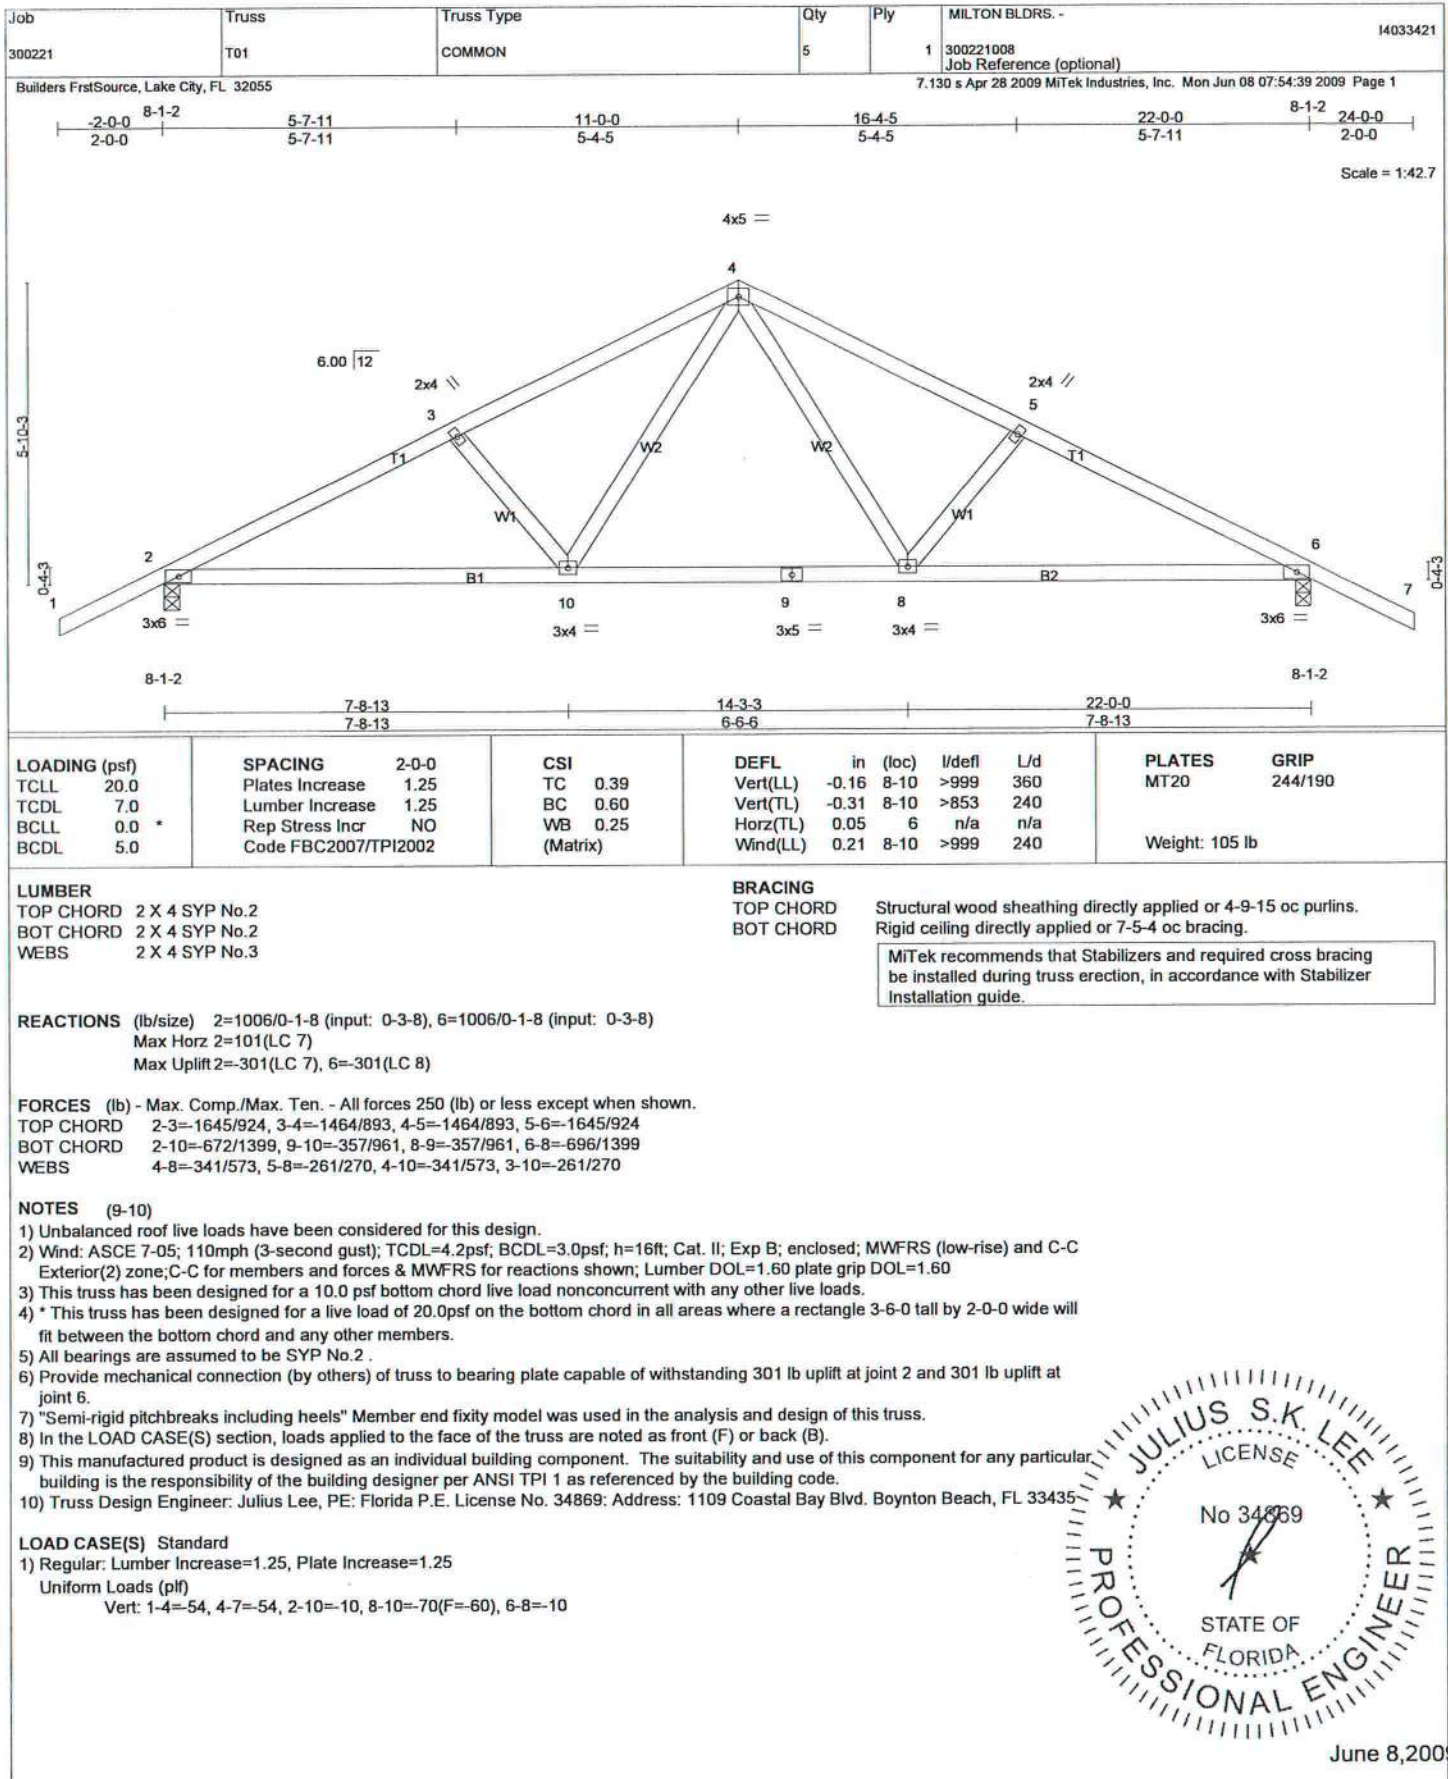 Job Truss Truss Type Qty Ply MILTON BLDRS. - I4033421
300221 T01 COMMON 5 1 300221008
Job Reference (optional)
Builders FrstSource, Lake City, FL 32055 7.130 s Apr 28 2009 MiTek Industries, Inc. Mon Jun 08 07:54:39 2009 Page 1
8-1-2 8-1-2
-2-0-0 5-7-11 11-0-0 16-4-5 22-0-0 24-0-0
2-0-0 5-7-11 5-4-5 5-4-5 5-7-11 2-0-0
Scale = 1:42.7
4x5 =
4
6.00 12
2x4 \\ 2x4 //
3 5
5-10-3
T1 W2 W2 T1
W1 W1
2 6
0-4-3 0-4-3
B1 B2
1 10 9 8 7
3x6 = 3x4 = 3x5 = 3x4 = 3x6 =
8-1-2 8-1-2
7-8-13 14-3-3 22-0-0
7-8-13 6-6-6 7-8-13
LOADING (psf)
TCLL 20.0
TCDL 7.0
BCLL 0.0 *
BCDL 5.0
SPACING 2-0-0
Plates Increase 1.25
Lumber Increase 1.25
Rep Stress Incr NO
Code FBC2007/TPI2002
CSI
TC 0.39
BC 0.60
WB 0.25
(Matrix)
DEFL in (loc) l/defl L/d
Vert(LL) -0.16 8-10 >999 360
Vert(TL) -0.31 8-10 >853 240
Horz(TL) 0.05 6 n/a n/a
Wind(LL) 0.21 8-10 >999 240
PLATES GRIP
MT20 244/190
Weight: 105 lb
LUMBER
TOP CHORD 2 X 4 SYP No.2
BOT CHORD 2 X 4 SYP No.2
WEBS 2 X 4 SYP No.3
BRACING
TOP CHORD Structural wood sheathing directly applied or 4-9-15 oc purlins.
BOT CHORD Rigid ceiling directly applied or 7-5-4 oc bracing.
MiTek recommends that Stabilizers and required cross bracing
be installed during truss erection, in accordance with Stabilizer
Installation guide.
REACTIONS (lb/size) 2=1006/0-1-8 (input: 0-3-8), 6=1006/0-1-8 (input: 0-3-8)
Max Horz 2=101(LC 7)
Max Uplift 2=-301(LC 7), 6=-301(LC 8)
FORCES (lb) - Max. Comp./Max. Ten. - All forces 250 (lb) or less except when shown.
TOP CHORD 2-3=-1645/924, 3-4=-1464/893, 4-5=-1464/893, 5-6=-1645/924
BOT CHORD 2-10=-672/1399, 9-10=-357/961, 8-9=-357/961, 6-8=-696/1399
WEBS 4-8=-341/573, 5-8=-261/270, 4-10=-341/573, 3-10=-261/270
NOTES (9-10)
1) Unbalanced roof live loads have been considered for this design.
2) Wind: ASCE 7-05; 110mph (3-second gust); TCDL=4.2psf; BCDL=3.0psf; h=16ft; Cat. II; Exp B; enclosed; MWFRS (low-rise) and C-C
Exterior(2) zone;C-C for members and forces & MWFRS for reactions shown; Lumber DOL=1.60 plate grip DOL=1.60
3) This truss has been designed for a 10.0 psf bottom chord live load nonconcurrent with any other live loads.
4) * This truss has been designed for a live load of 20.0psf on the bottom chord in all areas where a rectangle 3-6-0 tall by 2-0-0 wide will
fit between the bottom chord and any other members.
5) All bearings are assumed to be SYP No.2 .
6) Provide mechanical connection (by others) of truss to bearing plate capable of withstanding 301 lb uplift at joint 2 and 301 lb uplift at
joint 6.
7) "Semi-rigid pitchbreaks including heels" Member end fixity model was used in the analysis and design of this truss.
8) In the LOAD CASE(S) section, loads applied to the face of the truss are noted as front (F) or back (B).
9) This manufactured product is designed as an individual building component. The suitability and use of this component for any particular
building is the responsibility of the building designer per ANSI TPI 1 as referenced by the building code.
10) Truss Design Engineer: Julius Lee, PE: Florida P.E. License No. 34869: Address: 1109 Coastal Bay Blvd. Boynton Beach, FL 33435
LOAD CASE(S) Standard
1) Regular: Lumber Increase=1.25, Plate Increase=1.25
Uniform Loads (plf)
Vert: 1-4=-54, 4-7=-54, 2-10=-10, 8-10=-70(F=-60), 6-8=-10
JULIUS S.K. LEE
LICENSE
No 34869
STATE OF
FLORIDA
PROFESSIONAL ENGINEER
June 8,2009